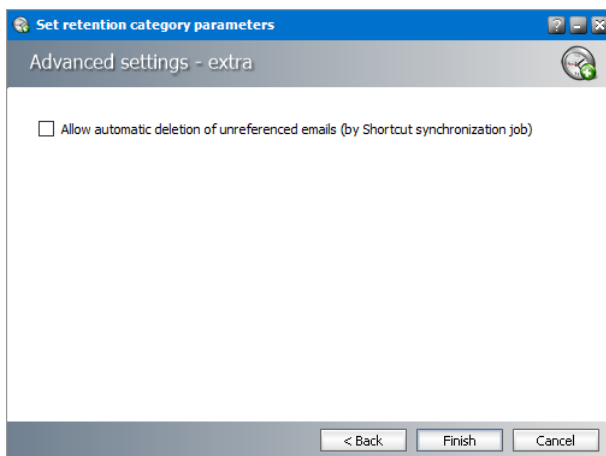 Set retention category parameters
Advanced settings - extra
Allow automatic deletion of unreferenced emails (by Shortcut synchronization job)
< Back Finish Cancel